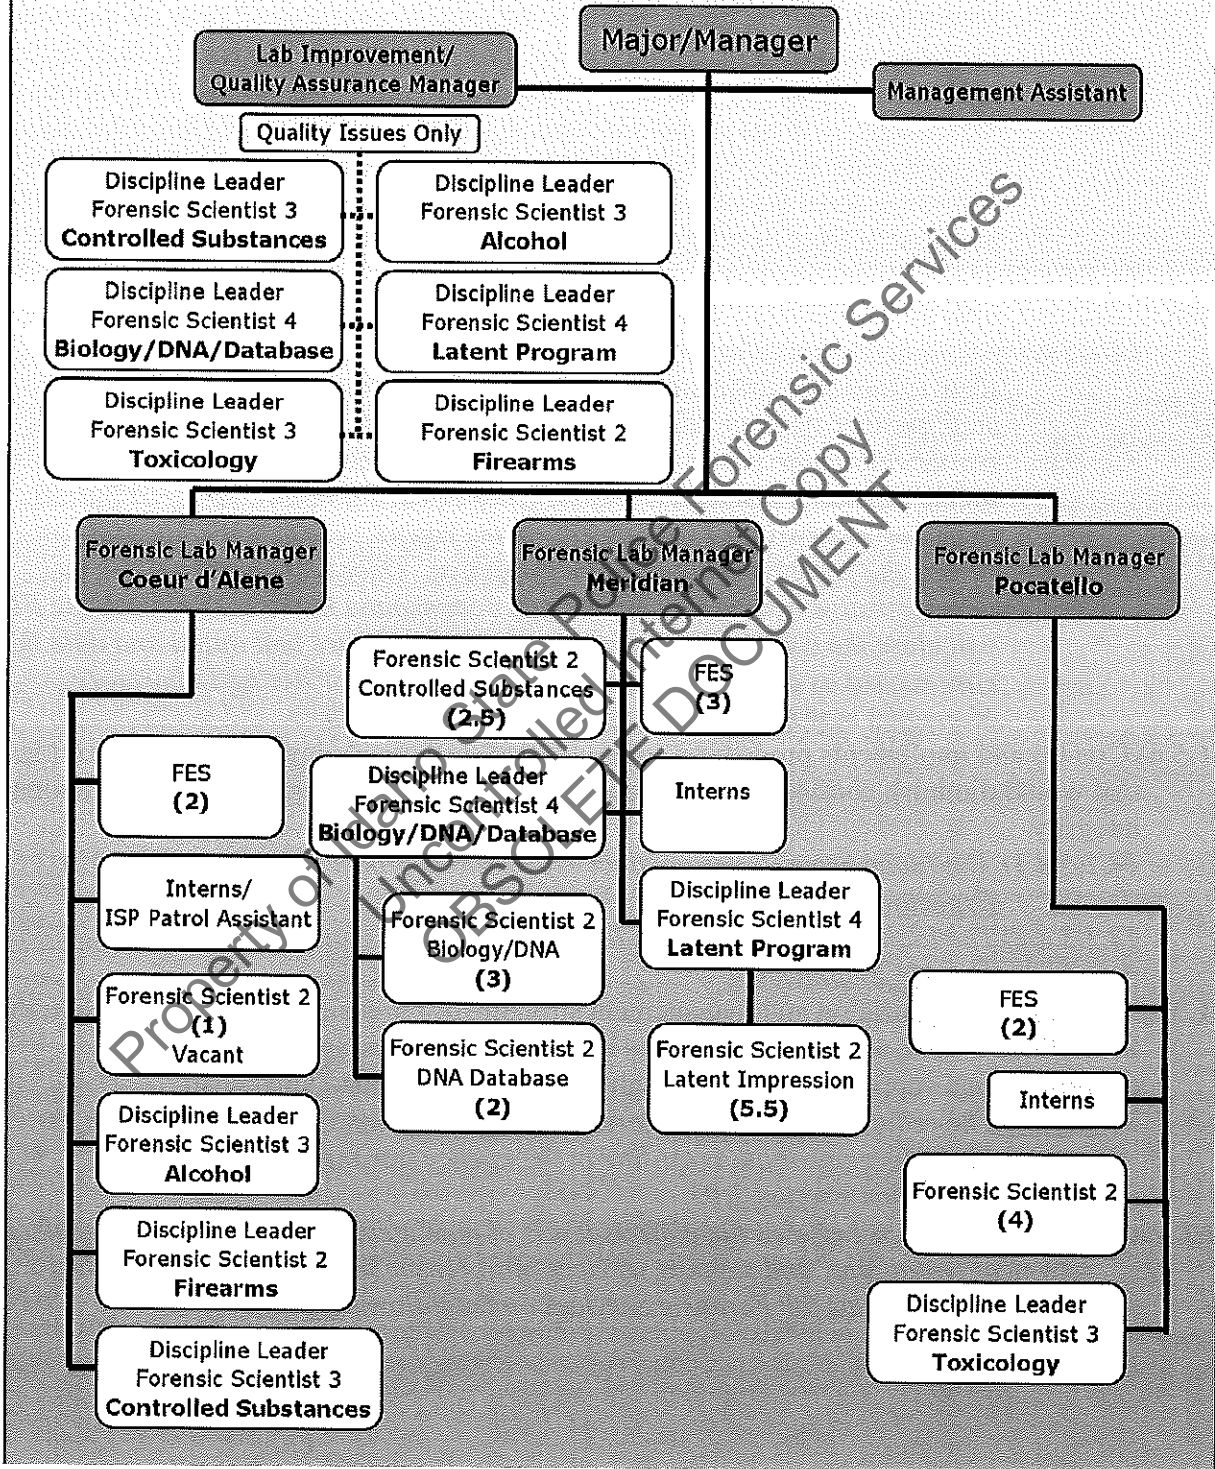 Major/Manager
Lab Improvement/
Quality Assurance Manager
Management Assistant
Quality Issues Only
Discipline Leader
Forensic Scientist 3
Controlled Substances
Discipline Leader
Forensic Scientist 3
Alcohol
Discipline Leader
Forensic Scientist 4
Biology/DNA/Database
Discipline Leader
Forensic Scientist 4
Latent Program
Discipline Leader
Forensic Scientist 3
Toxicology
Discipline Leader
Forensic Scientist 2
Firearms
Forensic Lab Manager
Coeur d'Alene
Forensic Lab Manager
Meridian
Forensic Lab Manager
Pocatello
FES
(2)
Interns/
ISP Patrol Assistant
Forensic Scientist 2
(1)
Vacant
Discipline Leader
Forensic Scientist 3
Alcohol
Discipline Leader
Forensic Scientist 2
Firearms
Discipline Leader
Forensic Scientist 3
Controlled Substances
Forensic Scientist 2
Controlled Substances
(2.5)
FES
(3)
Discipline Leader
Forensic Scientist 4
Biology/DNA/Database
Interns
Forensic Scientist 2
Biology/DNA
(3)
Forensic Scientist 2
DNA Database
(2)
Discipline Leader
Forensic Scientist 4
Latent Program
Forensic Scientist 2
Latent Impression
(5.5)
FES
(2)
Interns
Forensic Scientist 2
(4)
Discipline Leader
Forensic Scientist 3
Toxicology
Property of Idaho State Police Forensic Services
Uncontrolled Internet Copy
OBSOLETE DOCUMENT